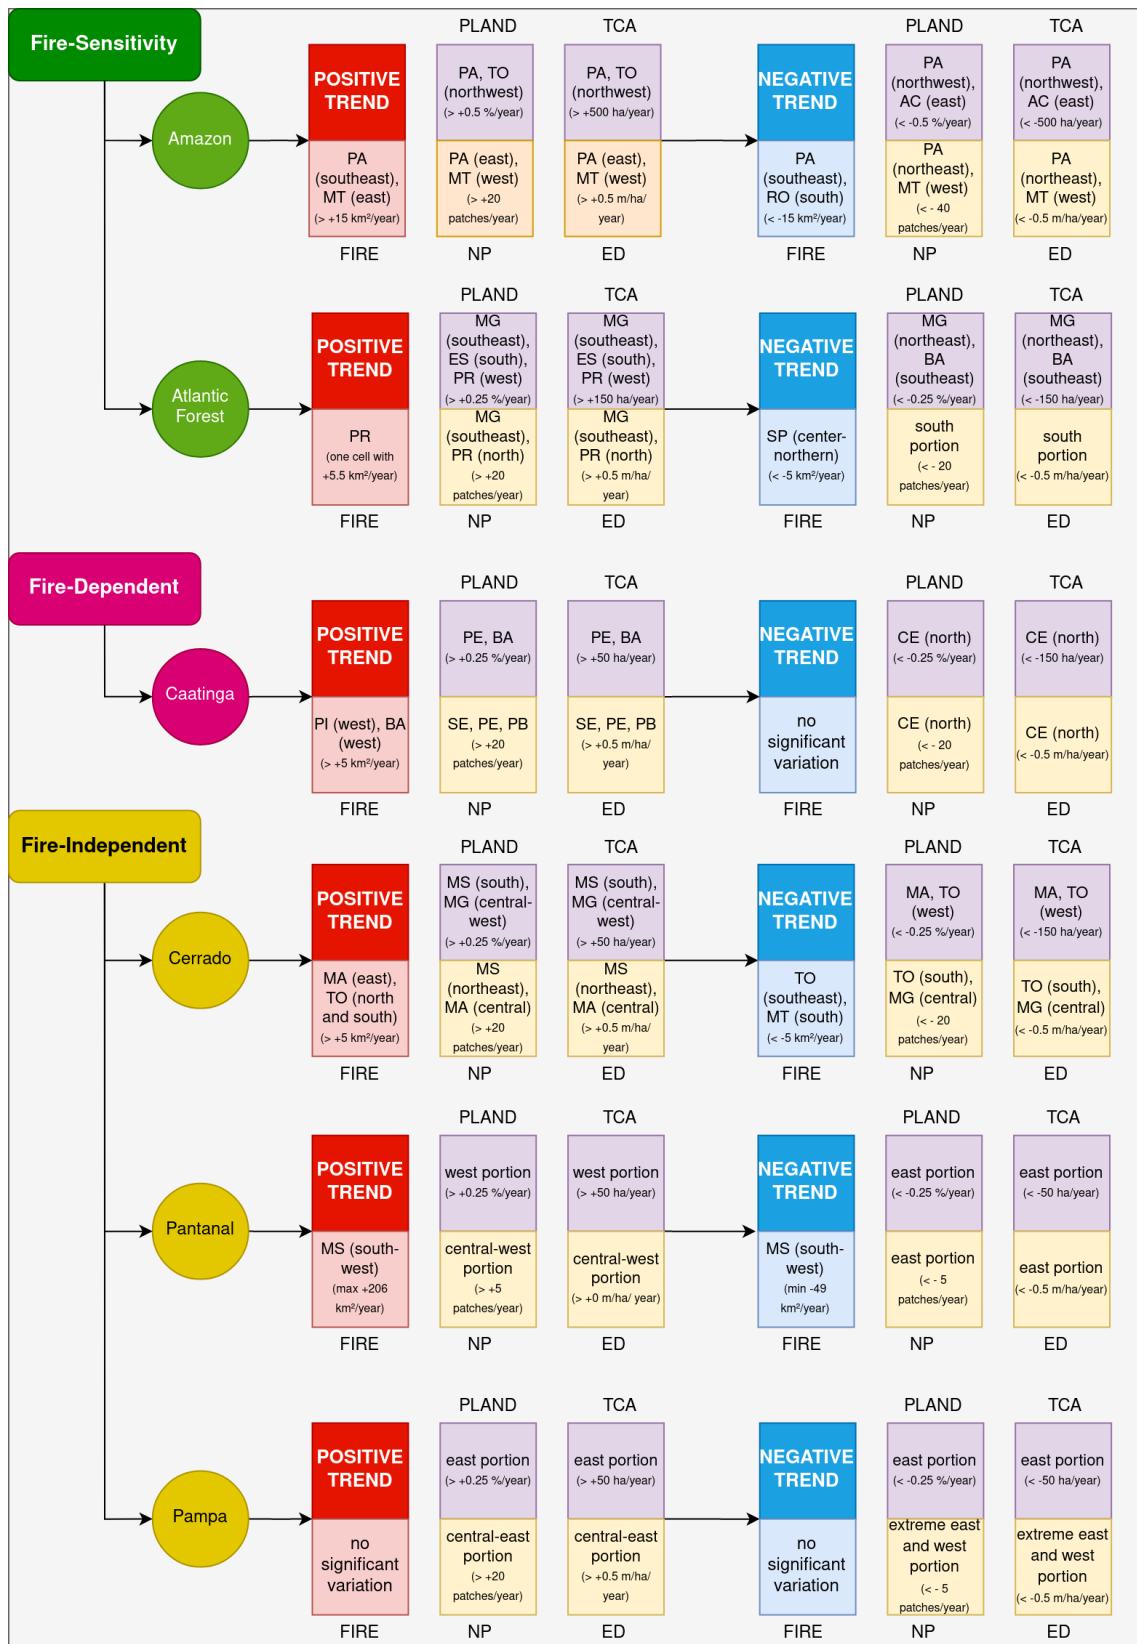 Fire-Sensitivity
PLAND
TCA
PLAND
TCA
Amazon
POSITIVE
TREND
PA, TO
(northwest)
(> +0.5 %/year)
PA, TO
(northwest)
(> +500 ha/year)
NEGATIVE
TREND
PA
(northwest),
AC (east)
(< -0.5 %/year)
PA
(northwest),
AC (east)
(< -500 ha/year)
PA
(southeast),
MT (east)
(> +15 km²/year)
PA (east),
MT (west)
(> +20
patches/year)
PA (east),
MT (west)
(> +0.5 m/ha/
year)
PA
(southeast),
RO (south)
(< -15 km²/year)
PA
(northeast),
MT (west)
(< - 40
patches/year)
PA
(northeast),
MT (west)
(< -0.5 m/ha/year)
FIRE
NP
ED
FIRE
NP
ED
PLAND
TCA
PLAND
TCA
Atlantic
Forest
POSITIVE
TREND
MG
(southeast),
ES (south),
PR (west)
(> +0.25 %/year)
MG
(southeast),
ES (south),
PR (west)
(> +150 ha/year)
NEGATIVE
TREND
MG
(northeast),
BA
(southeast)
(< -0.25 %/year)
MG
(northeast),
BA
(southeast)
(< -150 ha/year)
PR
(one cell with
+5.5 km²/year)
MG
(southeast),
PR (north)
(> +20
patches/year)
MG
(southeast),
PR (north)
(> +0.5 m/ha/
year)
SP (center-
northern)
(< -5 km²/year)
south
portion
(< - 20
patches/year)
south
portion
(< -0.5 m/ha/year)
FIRE
NP
ED
FIRE
NP
ED
Fire-Dependent
PLAND
TCA
PLAND
TCA
Caatinga
POSITIVE
TREND
PE, BA
(> +0.25 %/year)
PE, BA
(> +50 ha/year)
NEGATIVE
TREND
CE (north)
(< -0.25 %/year)
CE (north)
(< -150 ha/year)
PI (west), BA
(west)
(> +5 km²/year)
SE, PE, PB
(> +20
patches/year)
SE, PE, PB
(> +0.5 m/ha/
year)
no
significant
variation
CE (north)
(< - 20
patches/year)
CE (north)
(< -0.5 m/ha/year)
FIRE
NP
ED
FIRE
NP
ED
Fire-Independent
PLAND
TCA
PLAND
TCA
Cerrado
POSITIVE
TREND
MS (south),
MG (central-
west)
(> +0.25 %/year)
MS (south),
MG (central-
west)
(> +50 ha/year)
NEGATIVE
TREND
MA, TO
(west)
(< -0.25 %/year)
MA, TO
(west)
(< -150 ha/year)
MA (east),
TO (north
and south)
(> +5 km²/year)
MS
(northeast),
MA (central)
(> +20
patches/year)
MS
(northeast),
MA (central)
(> +0.5 m/ha/
year)
TO
(southeast),
MT (south)
(< -5 km²/year)
TO (south),
MG (central)
(< - 20
patches/year)
TO (south),
MG (central)
(< -0.5 m/ha/year)
FIRE
NP
ED
FIRE
NP
ED
PLAND
TCA
PLAND
TCA
Pantanal
POSITIVE
TREND
west portion
(> +0.25 %/year)
west portion
(> +50 ha/year)
NEGATIVE
TREND
east portion
(< -0.25 %/year)
east portion
(< -50 ha/year)
MS (south-
west)
(max +206
km²/year)
central-west
portion
(> +5
patches/year)
central-west
portion
(> +0 m/ha/ year)
MS (south-
west)
(min -49
km²/year)
east portion
(< - 5
patches/year)
east portion
(< -0.5 m/ha/year)
FIRE
NP
ED
FIRE
NP
ED
PLAND
TCA
PLAND
TCA
Pampa
POSITIVE
TREND
east portion
(> +0.25 %/year)
east portion
(> +50 ha/year)
NEGATIVE
TREND
east portion
(< -0.25 %/year)
east portion
(< -50 ha/year)
no
significant
variation
central-east
portion
(> +20
patches/year)
central-east
portion
(> +0.5 m/ha/
year)
no
significant
variation
extreme east
and west
portion
(< - 5
patches/year)
extreme east
and west
portion
(< -0.5 m/ha/year)
FIRE
NP
ED
FIRE
NP
ED